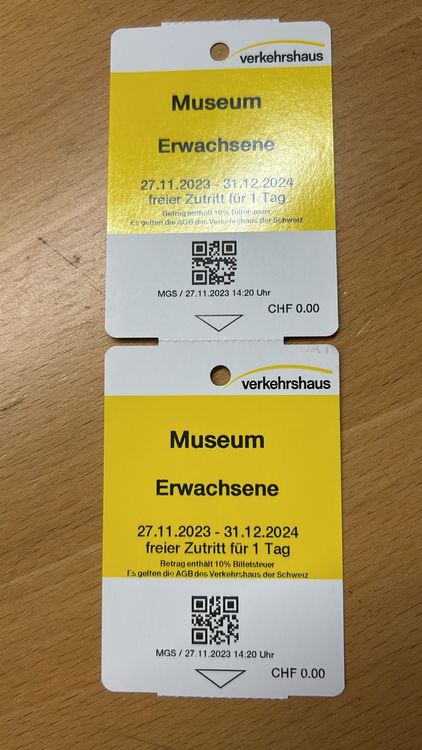 verkehrshaus
Museum
Erwachsene
27.11.2023 - 31.12.2024
freier Zutritt für 1 Tag
Betrag enthält 10% Billetsteuer
Es gelten die AGB des Verkehrshaus der Schweiz
MGS / 27.11.2023 14:20 Uhr
CHF 0.00
verkehrshaus
Museum
Erwachsene
27.11.2023 - 31.12.2024
freier Zutritt für 1 Tag
Betrag enthält 10% Billetsteuer
Es gelten die AGB des Verkehrshaus der Schweiz
MGS / 27.11.2023 14:20 Uhr
CHF 0.00